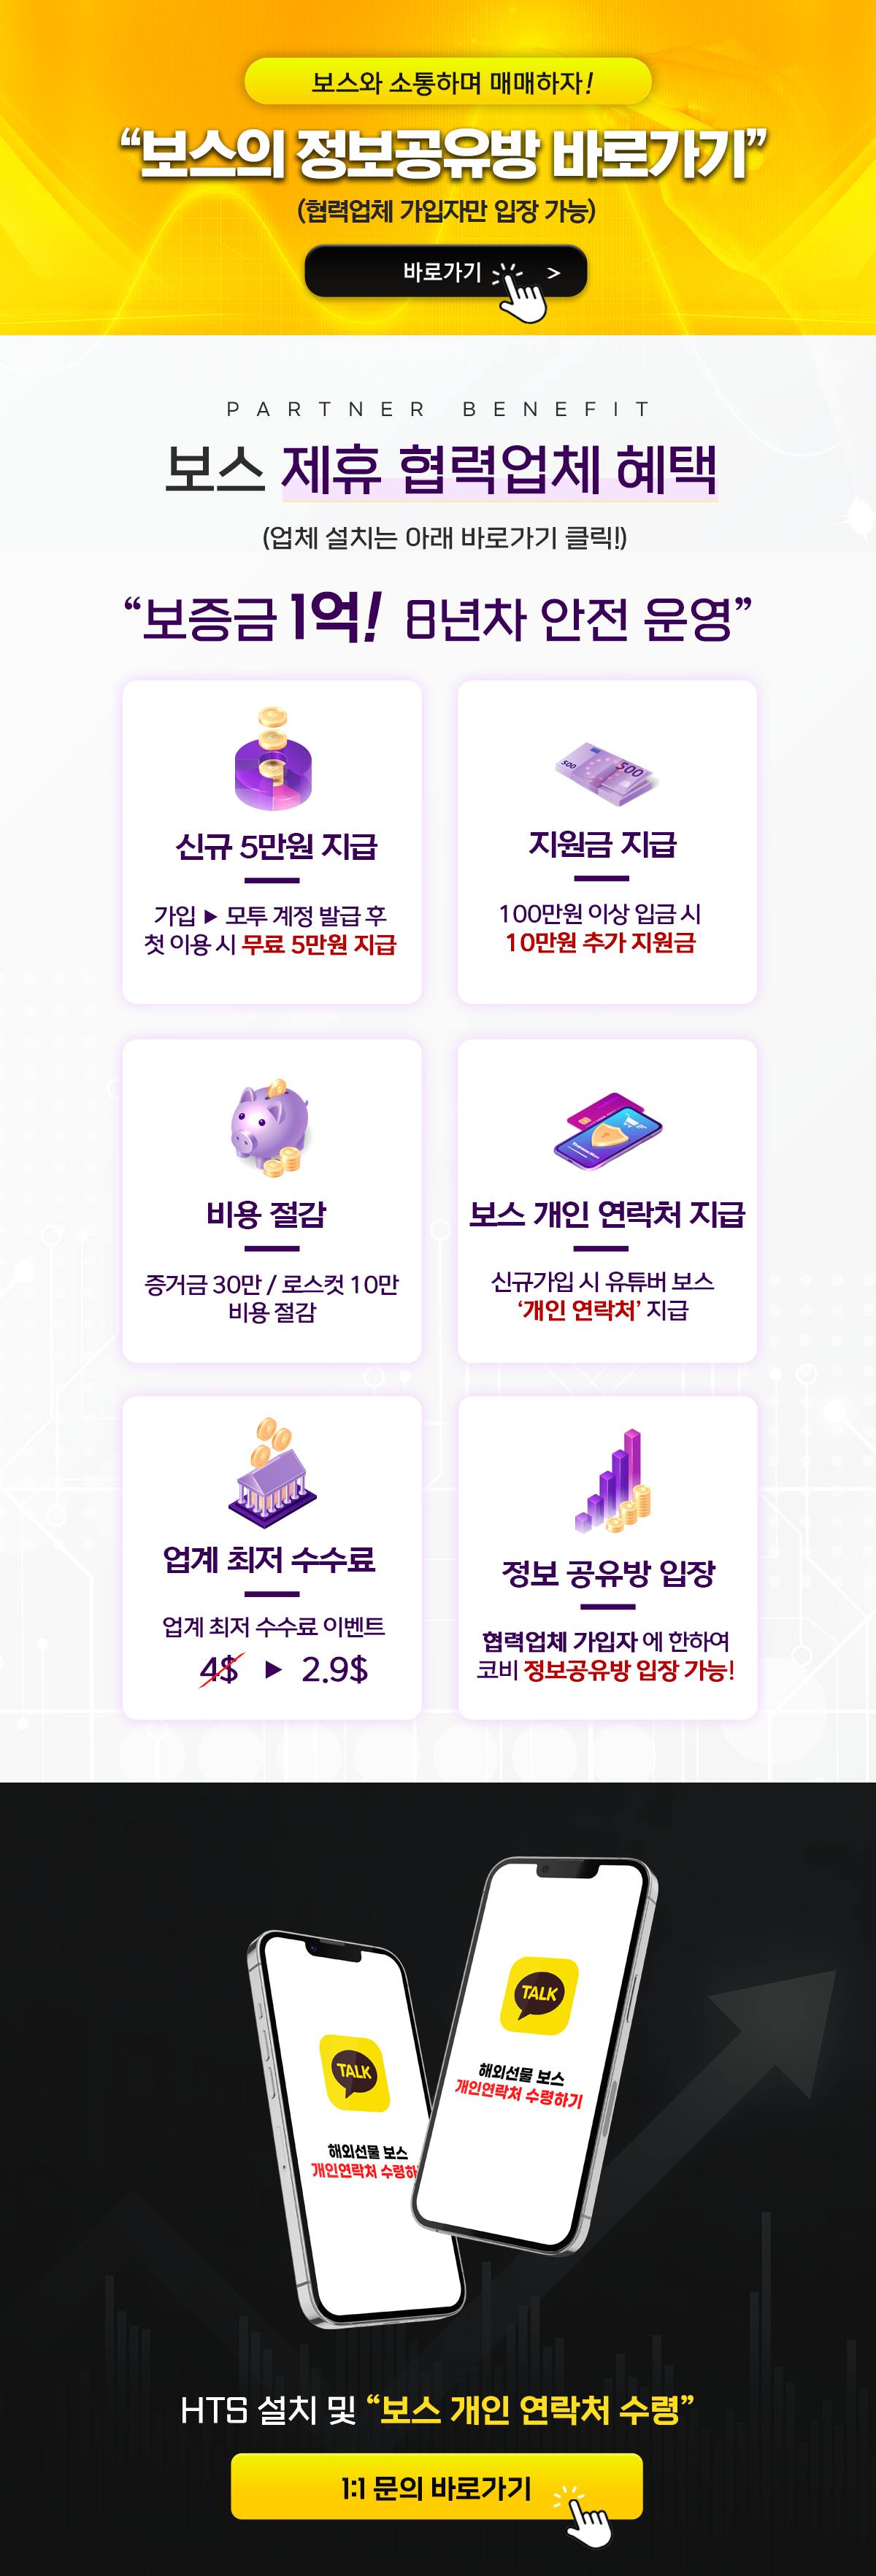 보스와 소통하며 매매하자!
“보스의 정보공유방 바로가기”
(협력업체 가입자만 입장 가능)
바로가기 >
PARTNER BENEFIT
보스 제휴 협력업체 혜택
(업체 설치는 아래 바로가기 클릭!)
“보증금 1억! 8년차 안전 운영”
신규 5만원 지급
가입 ▶ 모투 계정 발급 후
첫 이용 시 무료 5만원 지급
500 500
지원금 지급
100만원 이상 입금 시
10만원 추가 지원금
비용 절감
증거금 30만 / 로스컷 10만
비용 절감
보스 개인 연락처 지급
신규가입 시 유튜버 보스
‘개인 연락처’ 지급
업계 최저 수수료
업계 최저 수수료 이벤트
4$ ▶ 2.9$
정보 공유방 입장
협력업체 가입자 에 한하여
코비 정보공유방 입장 가능!
TALK
해외선물 보스
개인연락처 수령하기
TALK
해외선물 보스
개인연락처 수령하
HTS 설치 및 “보스 개인 연락처 수령”
1:1 문의 바로가기